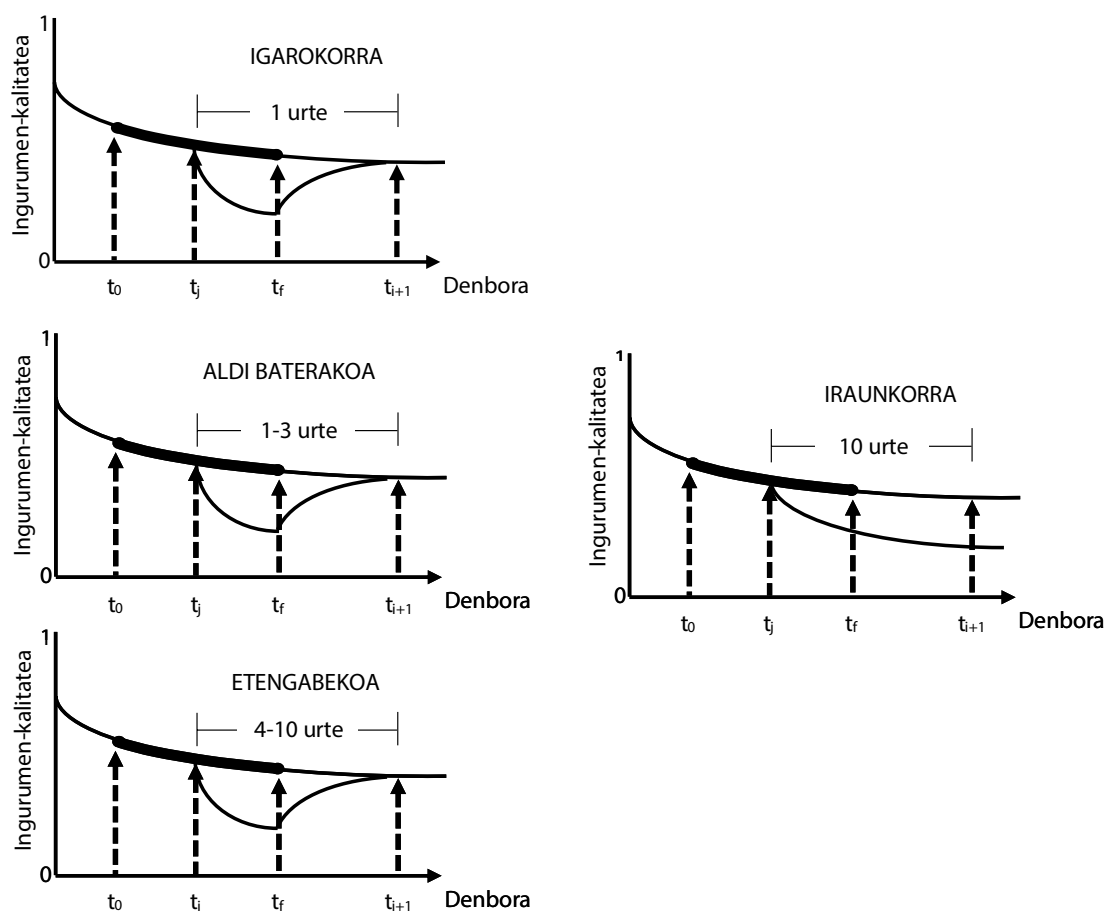 1
IGAROKORRA
1 urte
Ingurumen-kalitatea
0
t0 tj tf ti+1 Denbora
1
ALDI BATERAKOA
1-3 urte
Ingurumen-kalitatea
0
t0 tj tf ti+1 Denbora
1
IRAUNKORRA
10 urte
Ingurumen-kalitatea
0
t0 tj tf ti+1 Denbora
1
ETENGABEKOA
4-10 urte
Ingurumen-kalitatea
0
t0 tj tf ti+1 Denbora